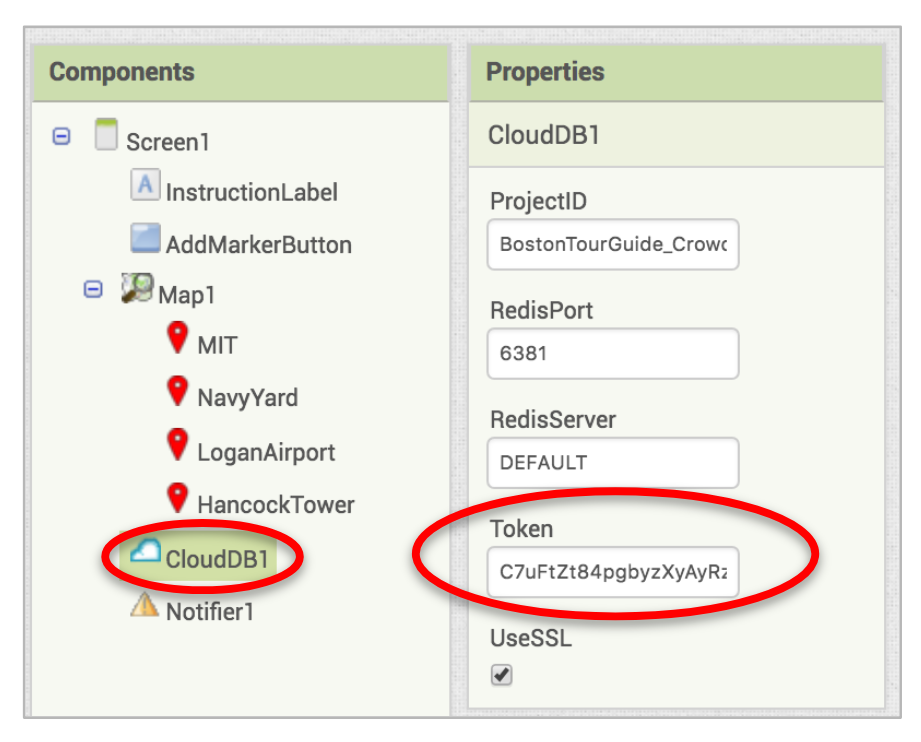 Components
Screen1
A InstructionLabel
AddMarkerButton
Map1
MIT
NavyYard
LoganAirport
HancockTower
CloudDB1
Notifier1
Properties
CloudDB1
ProjectID
BostonTourGuide_Crowc
RedisPort
6381
RedisServer
DEFAULT
Token
C7uFtZt84pgbyzXyAyRz
UseSSL